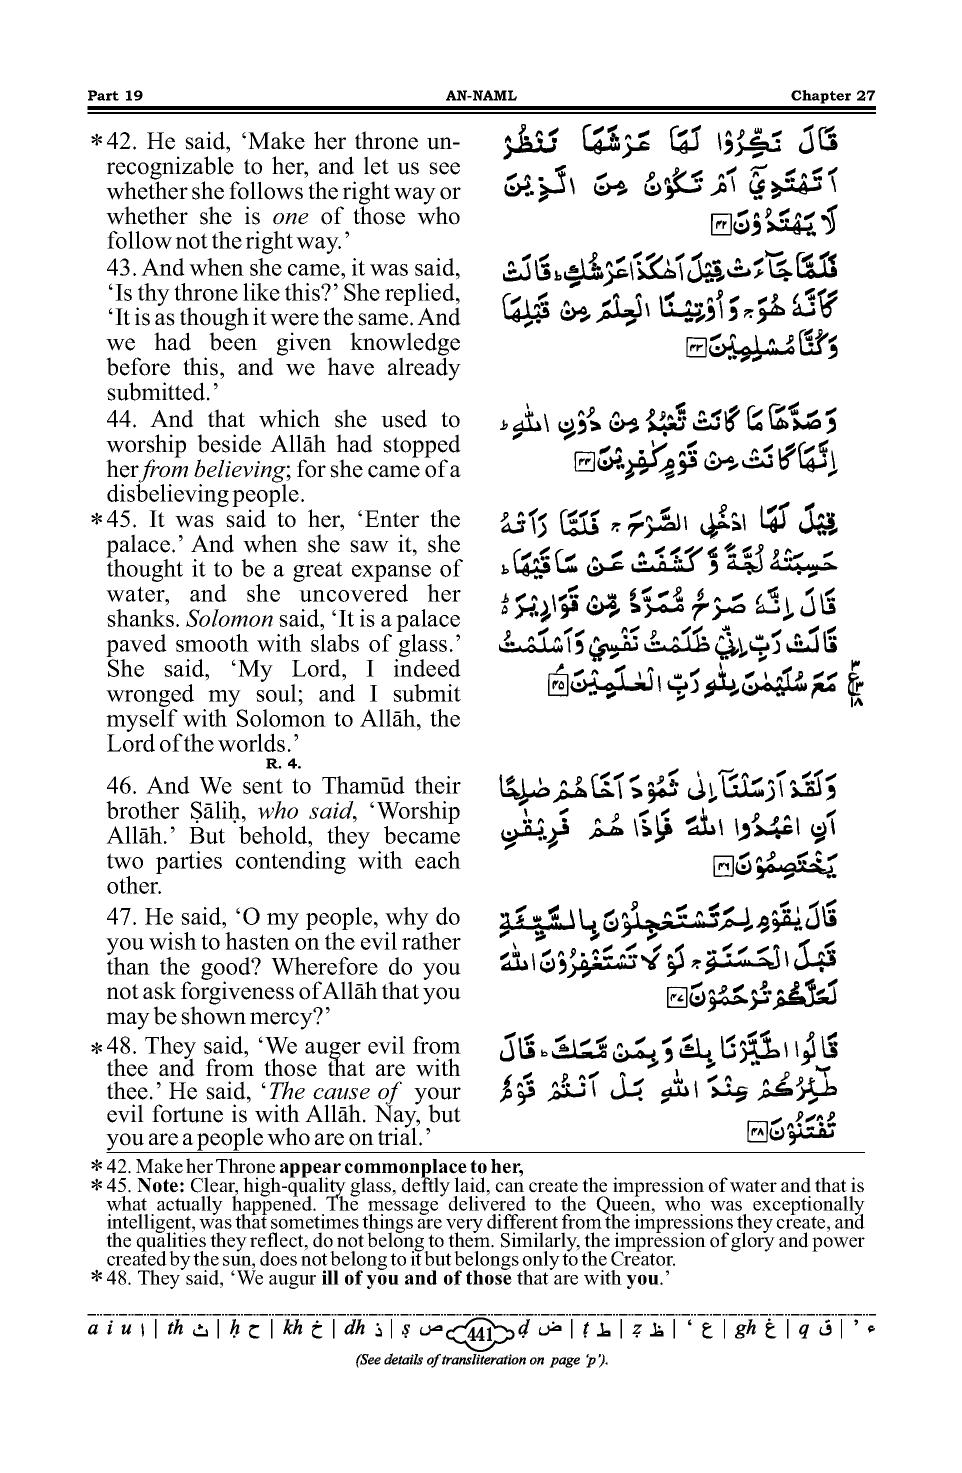 Part 19 AN-NAML Chapter 27
*42. He said, ‘Make her throne un-
recognizable to her, and let us see
whether she follows the right way or
whether she is one of those who
follow not the right way.’
43. And when she came, it was said,
‘Is thy throne like this?’ She replied,
‘It is as though it were the same. And
we had been given knowledge
before this, and we have already
submitted.’
44. And that which she used to
worship beside Allāh had stopped
her from believing; for she came of a
disbelieving people.
*45. It was said to her, ‘Enter the
palace.’ And when she saw it, she
thought it to be a great expanse of
water, and she uncovered her
shanks. Solomon said, ‘It is a palace
paved smooth with slabs of glass.’
She said, ‘My Lord, I indeed
wronged my soul; and I submit
myself with Solomon to Allāh, the
Lord of the worlds.’
R. 4.
46. And We sent to Thamūd their
brother Ṣāliḥ, who said, ‘Worship
Allāh.’ But behold, they became
two parties contending with each
other.
47. He said, ‘O my people, why do
you wish to hasten on the evil rather
than the good? Wherefore do you
not ask forgiveness of Allāh that you
may be shown mercy?’
*48. They said, ‘We auger evil from
thee and from those that are with
thee.’ He said, ‘The cause of your
evil fortune is with Allāh. Nay, but
you are a people who are on trial.’
قَالَ نَكِّرُوْا لَهَا عَرْشَهَا نَنْظُرْ
اَتَهْتَدِيْٓ اَمْ تَكُوْنُ مِنَ الَّذِيْنَ
لَا يَهْتَدُوْنَ ۴۲
فَلَمَّا جَآءَتْ قِيْلَ اَهٰكَذَا عَرْشُكِ ؕ قَالَتْ
كَاَنَّهٗ هُوَ ۚ وَاُوْتِيْنَا الْعِلْمَ مِنْ قَبْلِهَا
وَكُنَّا مُسْلِمِيْنَ ۴۳
وَصَدَّهَا مَا كَانَتْ تَّعْبُدُ مِنْ دُوْنِ اللّٰهِ ؕ
اِنَّهَا كَانَتْ مِنْ قَوْمٍ كٰفِرِيْنَ ۴۴
قِيْلَ لَهَا ادْخُلِي الصَّرْحَ ۚ فَلَمَّا رَاَتْهُ
حَسِبَتْهُ لُجَّةً وَّكَشَفَتْ عَنْ سَاقَيْهَا ؕ
قَالَ اِنَّهٗ صَرْحٌ مُّمَرَّدٌ مِّنْ قَوَارِيْرَ ؕ
قَالَتْ رَبِّ اِنِّيْ ظَلَمْتُ نَفْسِيْ وَاَسْلَمْتُ
مَعَ سُلَيْمٰنَ لِلّٰهِ رَبِّ الْعٰلَمِيْنَ ۴۵
۳
ع
۱۳
۱۸
وَلَقَدْ اَرْسَلْنَآ اِلٰى ثَمُوْدَ اَخَاهُمْ صٰلِحًا
اَنِ اعْبُدُوا اللّٰهَ فَاِذَا هُمْ فَرِيْقٰنِ
يَخْتَصِمُوْنَ ۴۶
قَالَ يٰقَوْمِ لِمَ تَسْتَعْجِلُوْنَ بِالسَّيِّئَةِ
قَبْلَ الْحَسَنَةِ ۚ لَوْ لَا تَسْتَغْفِرُوْنَ اللّٰهَ
لَعَلَّكُمْ تُرْحَمُوْنَ ۴۷
قَالُوا اطَّيَّرْنَا بِكَ وَبِمَنْ مَّعَكَ ؕ قَالَ
طٰٓئِرُكُمْ عِنْدَ اللّٰهِ بَلْ اَنْتُمْ قَوْمٌ
تُفْتَنُوْنَ ۴۸
*42. Make her Throne appear commonplace to her,
*45. Note: Clear, high-quality glass, deftly laid, can create the impression of water and that is
what actually happened. The message delivered to the Queen, who was exceptionally
intelligent, was that sometimes things are very different from the impressions they create, and
the qualities they reflect, do not belong to them. Similarly, the impression of glory and power
created by the sun, does not belong to it but belongs only to the Creator.
*48. They said, ‘We augur ill of you and of those that are with you.’
a i u ا | th ث | ḥ ح | kh خ | dh ذ | ṣ ص 441 ḍ ض | ṭ ط | ẓ ظ | ‘ ع | gh غ | q ق | ’ ء
(See details of transliteration on page ‘p’).